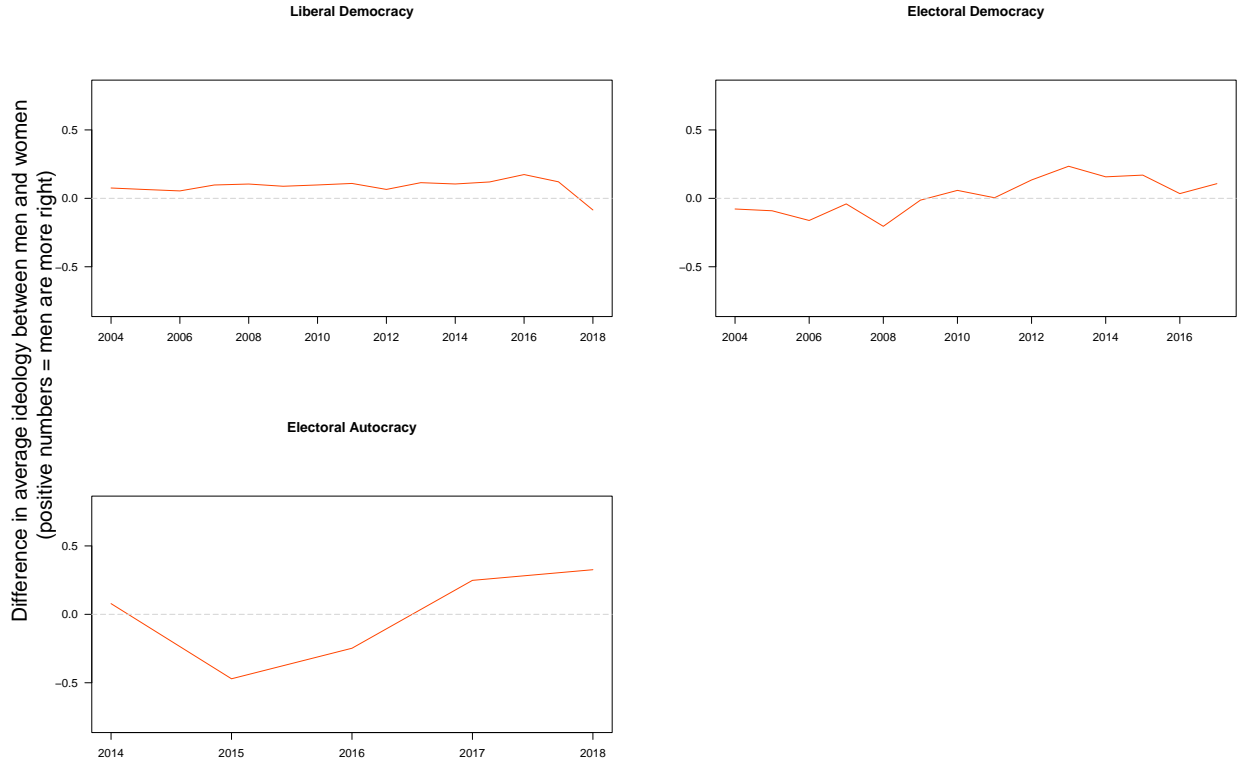 Difference in average ideology between men and women
(positive numbers = men are more right)
Liberal Democracy
0.5
0.0
−0.5
2004 2006 2008 2010 2012 2014 2016 2018
Electoral Democracy
0.5
0.0
−0.5
2004 2006 2008 2010 2012 2014 2016
Electoral Autocracy
0.5
0.0
−0.5
2014 2015 2016 2017 2018